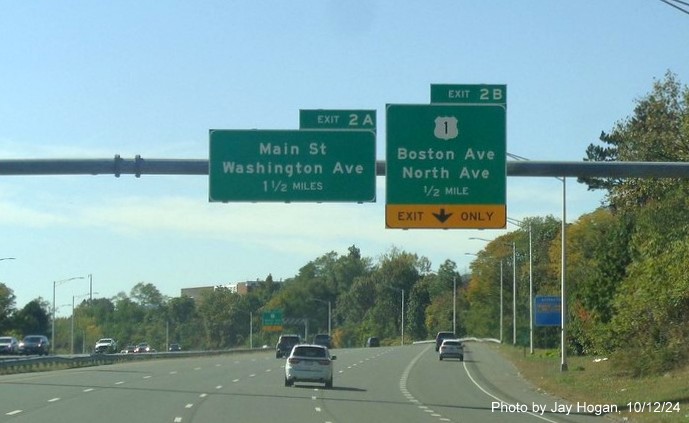 EXIT 2A
Main St
Washington Ave
1 1/2 MILES
EXIT 2B
1
Boston Ave
North Ave
1/2 MILE
EXIT ONLY
Photo by Jay Hogan, 10/12/24